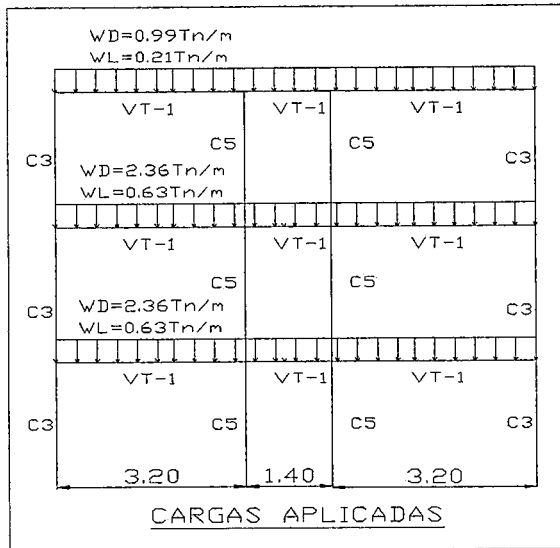 WD=0.99Tn/m
WL=0.21Tn/m
VT-1 VT-1 VT-1
C3 C5 C5 C3
WD=2.36Tn/m
WL=0.63Tn/m
VT-1 VT-1 VT-1
C3 C5 C5 C3
WD=2.36Tn/m
WL=0.63Tn/m
VT-1 VT-1 VT-1
C3 C5 C5 C3
3.20 1.40 3.20
CARGAS APLICADAS